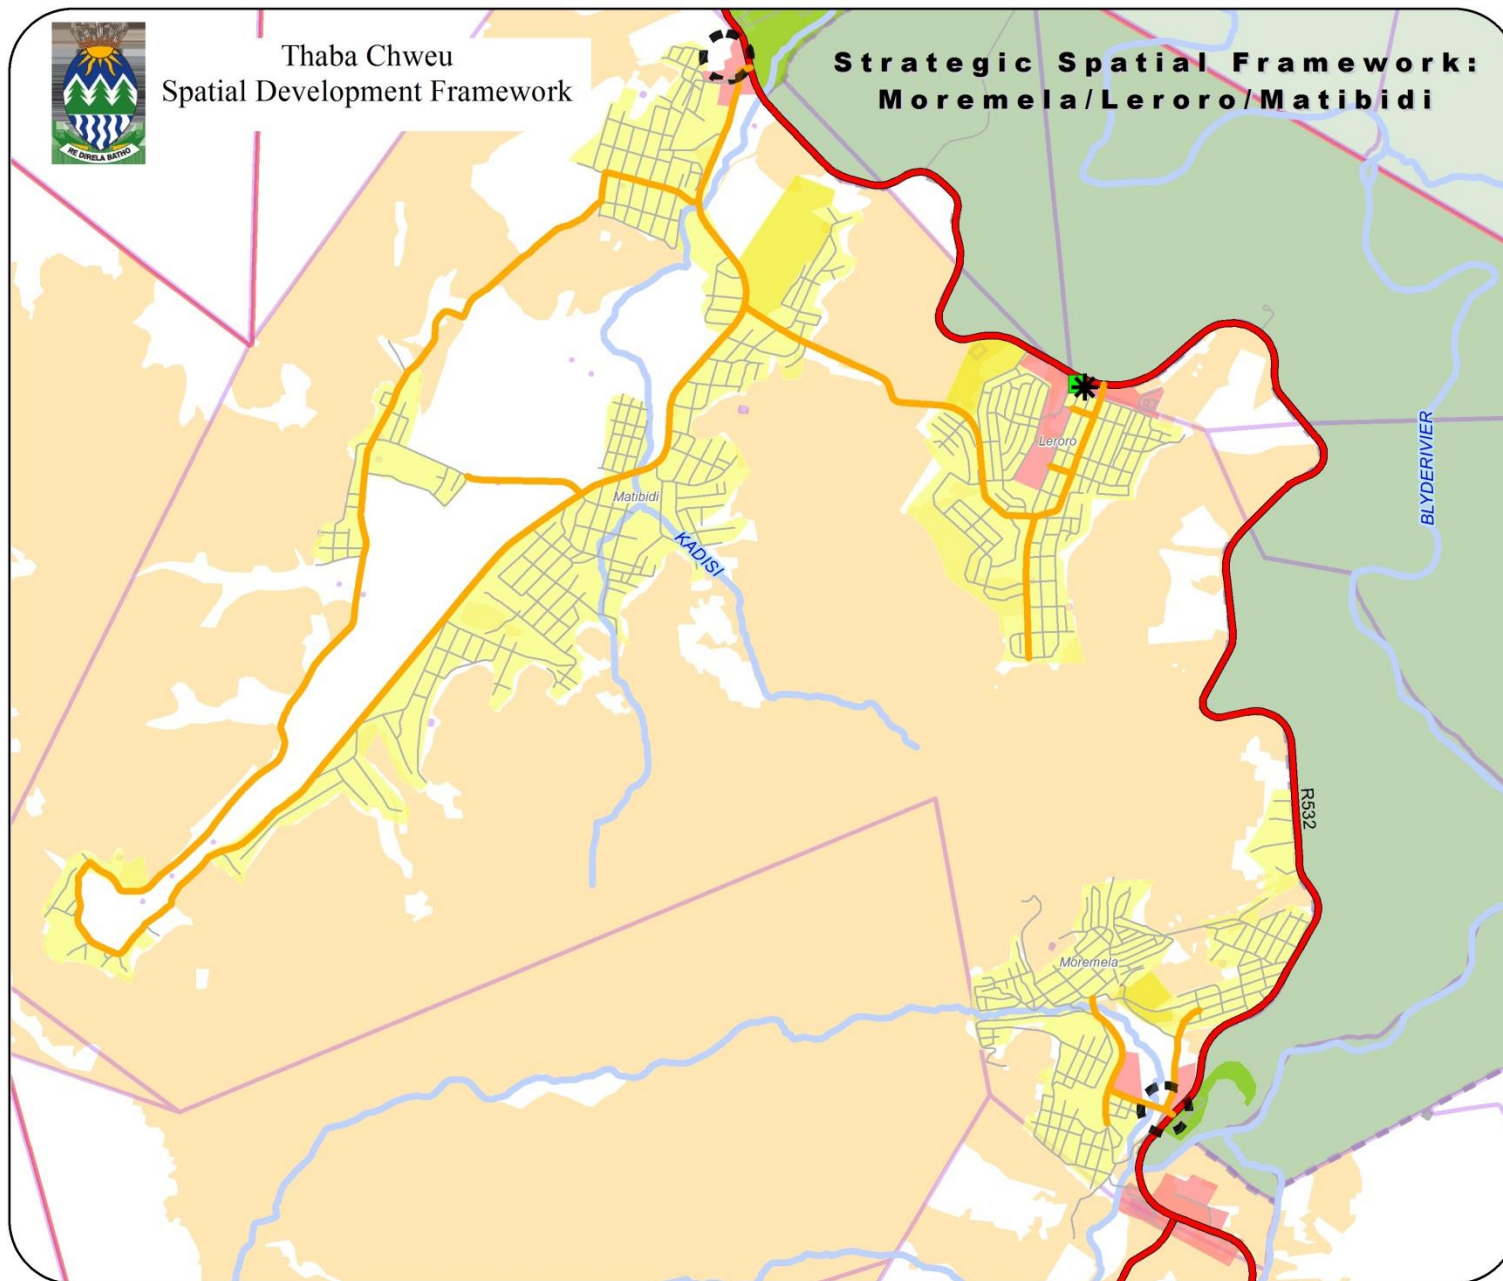 Thaba Chweu
Spatial Development Framework
RE DIRELA BATHO
Strategic Spatial Framework:
Moremela/Leroro/Matibidi
Leroro
BLYDERIVIER
Matibidi
KADISI
R532
Moremela